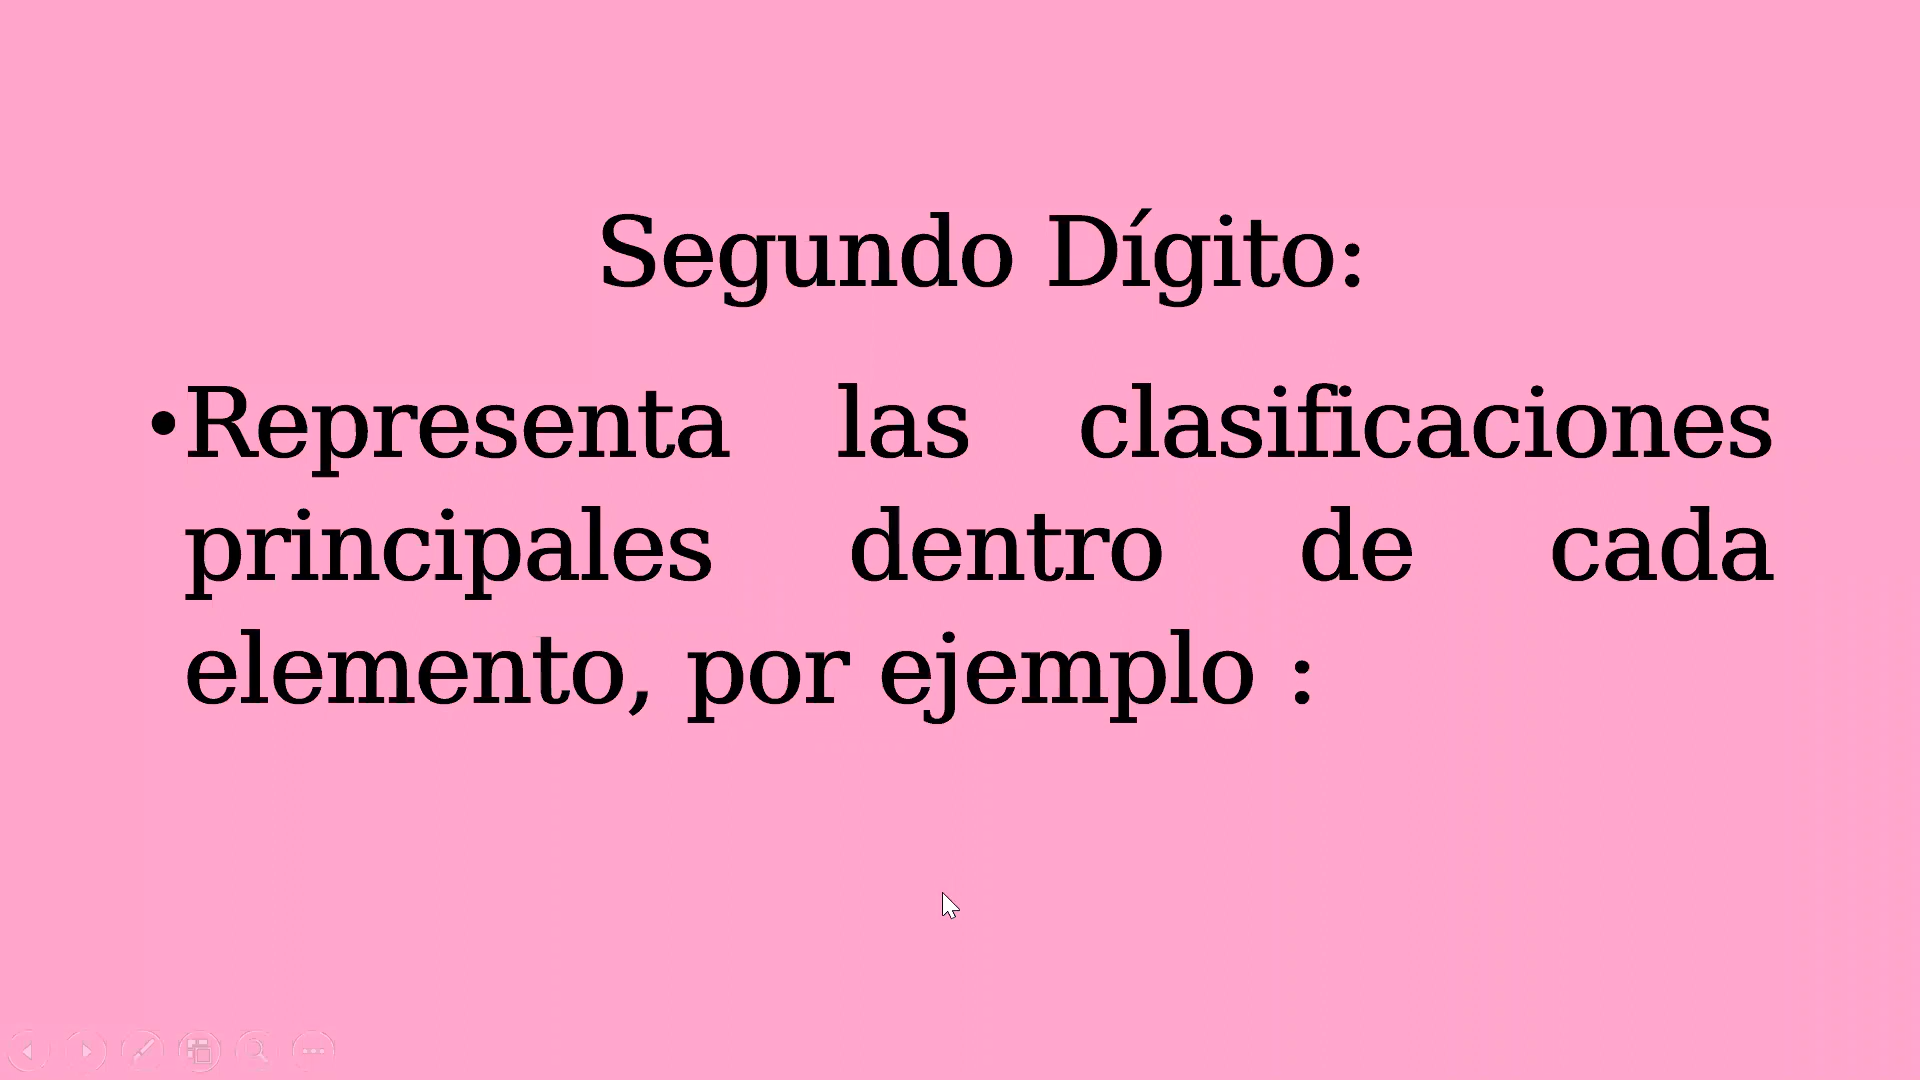 Segundo Dígito:
•Representa las clasificaciones
principales dentro de cada
elemento, por ejemplo :